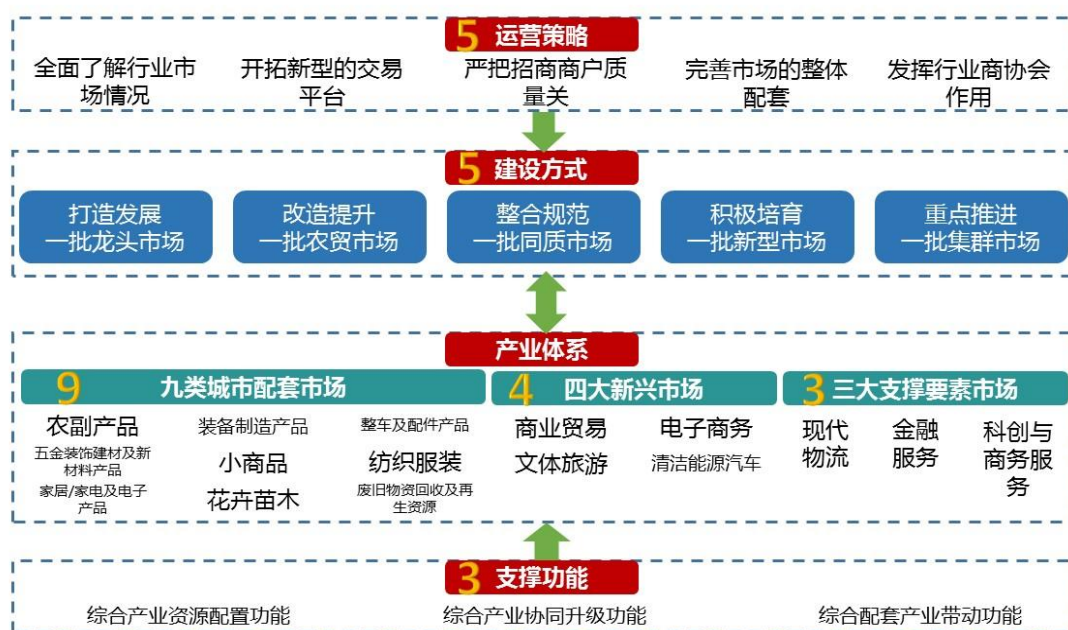 5 运营策略
全面了解行业市
场情况
开拓新型的交易
平台
严把招商商户质
量关
完善市场的整体
配套
发挥行业商协会
作用
5 建设方式
打造发展
一批龙头市场
改造提升
一批农贸市场
整合规范
一批同质市场
积极培育
一批新型市场
重点推进
一批集群市场
产业体系
9 九类城市配套市场
农副产品
装备制造产品
整车及配件产品
五金装饰建材及新
材料产品
小商品
纺织服装
家居/家电及电子
产品
花卉苗木
废旧物资回收及再
生资源
4 四大新兴市场
商业贸易
电子商务
文体旅游
清洁能源汽车
3 三大支撑要素市场
现代
物流
金融
服务
科创与
商务服
务
3 支撑功能
综合产业资源配置功能
综合产业协同升级功能
综合配套产业带动功能